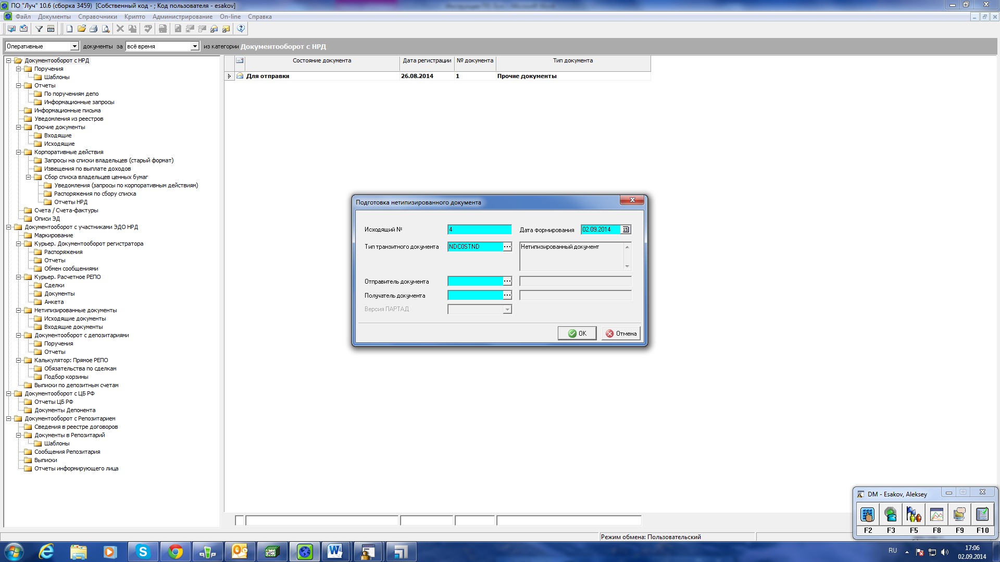 ПО "Луч" 10.6 (сборка 3459) [Собственный код - ; Код пользователя - esakov]
Файл Документы Справочники Крипто Администрирование On-line Справка
Оперативные документы за всё время из категории Документооборот с НРД
Документооборот с НРД
Поручения
Шаблоны
Отчеты
По поручениям депо
Информационные запросы
Информационные письма
Уведомления из реестров
Прочие документы
Входящие
Исходящие
Корпоративные действия
Запросы на списки владельцев (старый формат)
Извещения по выплате доходов
Сбор списка владельцев ценных бумаг
Уведомления (запросы по корпоративным действиям)
Распоряжения по сбору списка
Отчеты НРД
Счета / Счета-фактуры
Описи ЭД
Документооборот с участниками ЭДО НРД
Маркирование
Курьер. Документооборот регистратора
Распоряжения
Отчеты
Обмен сообщениями
Курьер. Расчетное РЕПО
Сделки
Документы
Анкета
Нетипизированные документы
Исходящие документы
Входящие документы
Документооборот с депозитариями
Поручения
Отчеты
Калькулятор: Прямое РЕПО
Обязательства по сделкам
Подбор корзины
Выписки по депозитным счетам
Документооборот с ЦБ РФ
Отчеты ЦБ РФ
Документы Депонента
Документооборот с Репозитарием
Сведения в реестре договоров
Документы в Репозитарий
Шаблоны
Сообщения Репозитария
Выписки
Отчеты информирующего лица
Состояние документа Дата регистрации № документа Тип документа
Для отправки 26.08.2014 1 Прочие документы
Подготовка нетипизированного документа
Исходящий № 4 Дата формирования 02.09.2014 15
Тип транзитного документа NDC0STND Нетипизированный документ
Отправитель документа
Получатель документа
Версия ПАРТАД
OK Отмена
DM - Esakov, Aleksey
F2 F3 F5 F8 F9 F10
Режим обмена: Пользовательский
RU 17:06
02.09.2014